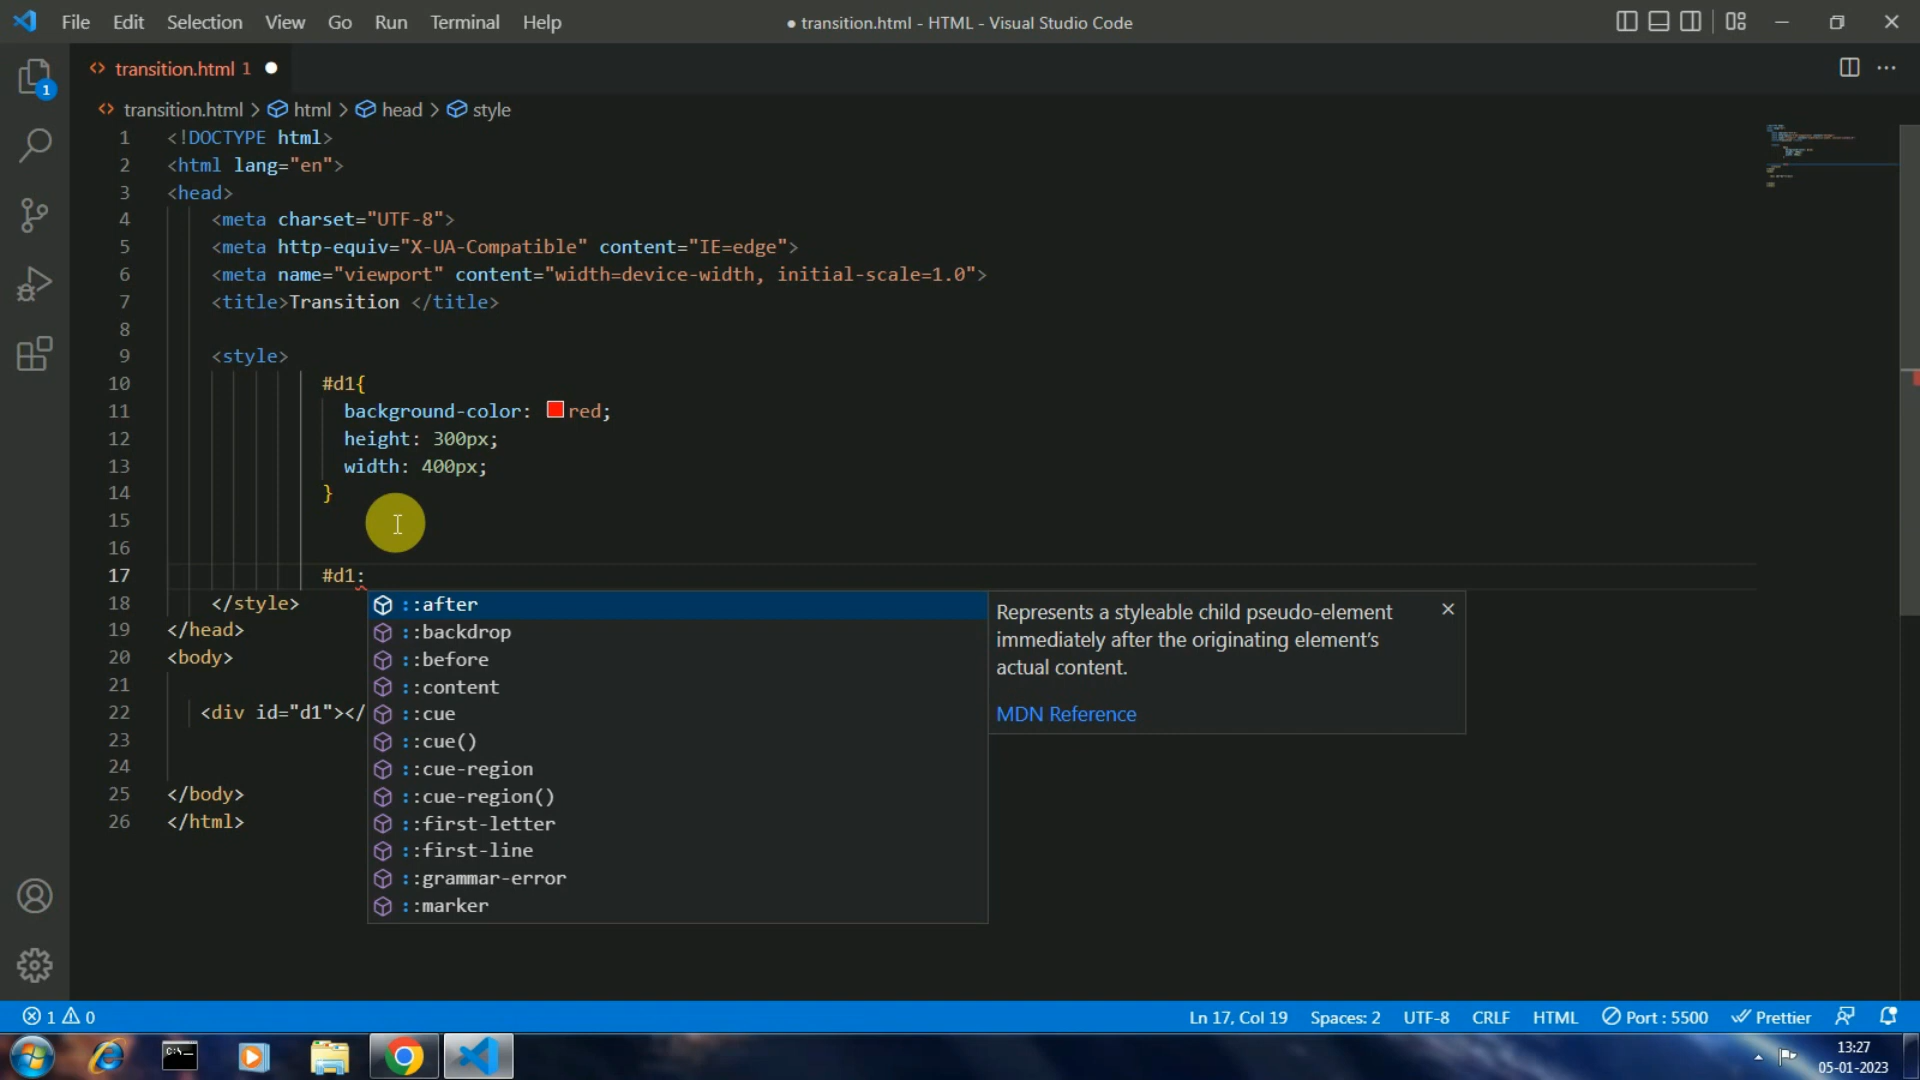 File Edit Selection View Go Run Terminal Help
● transition.html - HTML - Visual Studio Code
transition.html 1
transition.html > html > head > style
1 <!DOCTYPE html>
2 <html lang="en">
3 <head>
4 <meta charset="UTF-8">
5 <meta http-equiv="X-UA-Compatible" content="IE=edge">
6 <meta name="viewport" content="width=device-width, initial-scale=1.0">
7 <title>Transition </title>
8
9 <style>
10 #d1{
11 background-color: red;
12 height: 300px;
13 width: 400px;
14 }
15
16
17 #d1:
18 </style>
19 </head>
20 <body>
21
22 <div id="d1"></
23
24
25 </body>
26 </html>
::after
::backdrop
::before
::content
::cue
::cue()
::cue-region
::cue-region()
::first-letter
::first-line
::grammar-error
::marker
Represents a styleable child pseudo-element
immediately after the originating element's
actual content.
MDN Reference
1
1 0
Ln 17, Col 19 Spaces: 2 UTF-8 CRLF HTML Port : 5500 Prettier
13:27
05-01-2023